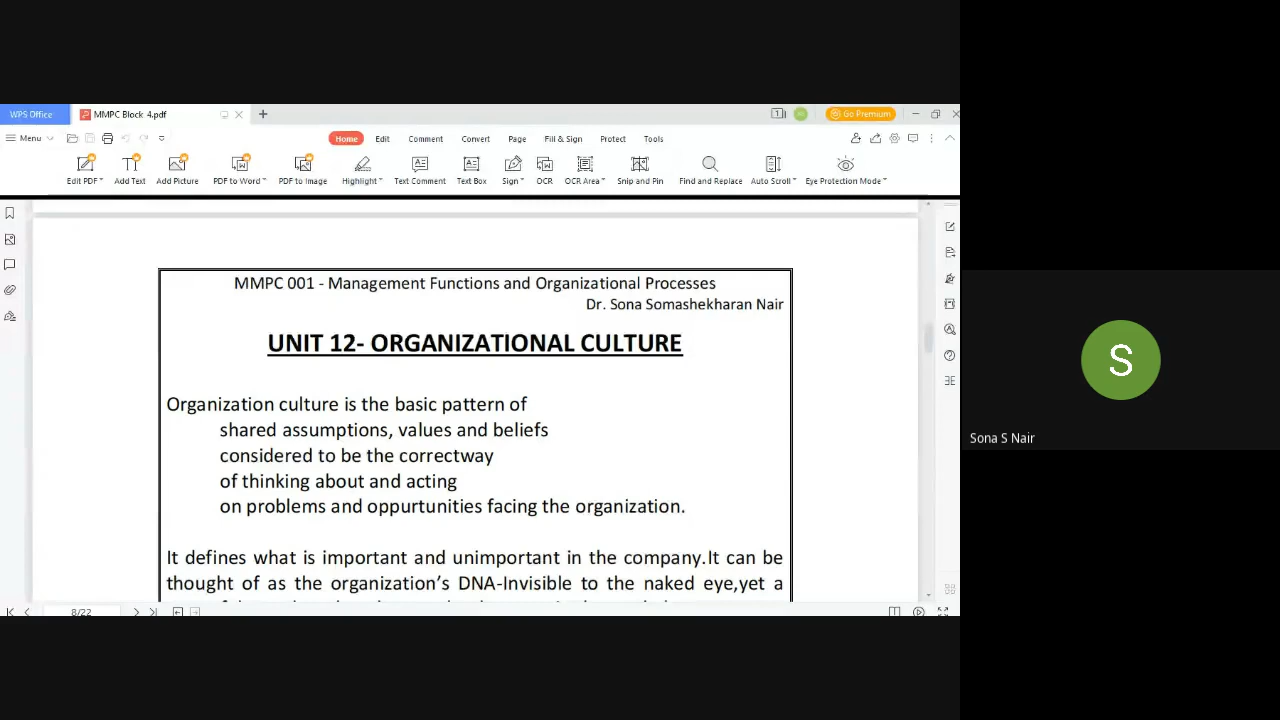 WPS Office
MMPC Block 4.pdf
Go Premium
Menu
Home Edit Comment Convert Page Fill & Sign Protect Tools
Edit PDF Add Text Add Picture PDF to Word PDF to Image Highlight Text Comment Text Box Sign OCR OCR Area Snip and Pin Find and Replace Auto Scroll Eye Protection Mode
MMPC 001 - Management Functions and Organizational Processes
Dr. Sona Somashekharan Nair
UNIT 12- ORGANIZATIONAL CULTURE
Organization culture is the basic pattern of
shared assumptions, values and beliefs
considered to be the correctway
of thinking about and acting
on problems and oppurtunities facing the organization.
It defines what is important and unimportant in the company.It can be
thought of as the organization's DNA-Invisible to the naked eye,yet a
8/22
S
Sona S Nair